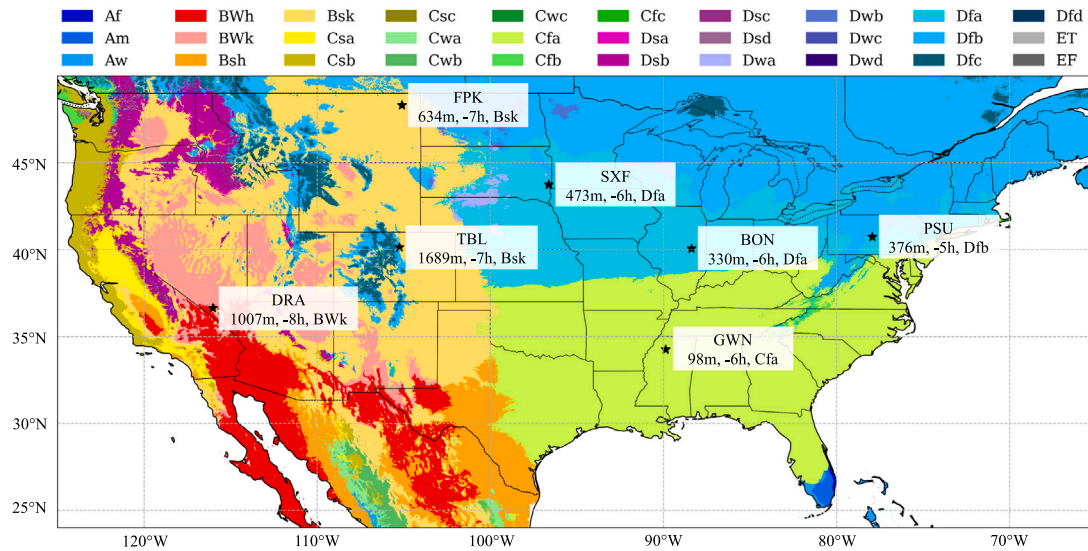 Af BWh Bsk Csc Cwc Cfc Dsc Dwb Dfa Dfd
Am BWk Csa Cwa Cfa Dsa Dsd Dwc Dfb ET
Aw Bsh Csb Cwb Cfb Dsb Dwa Dwd Dfc EF
FPK
634m, -7h, Bsk
45°N
SXF
473m, -6h, Dfa
PSU
376m, -5h, Dfb
TBL
1689m, -7h, Bsk
BON
330m, -6h, Dfa
40°N
DRA
1007m, -8h, BWk
35°N
GWN
98m, -6h, Cfa
30°N
25°N
120°W 110°W 100°W 90°W 80°W 70°W